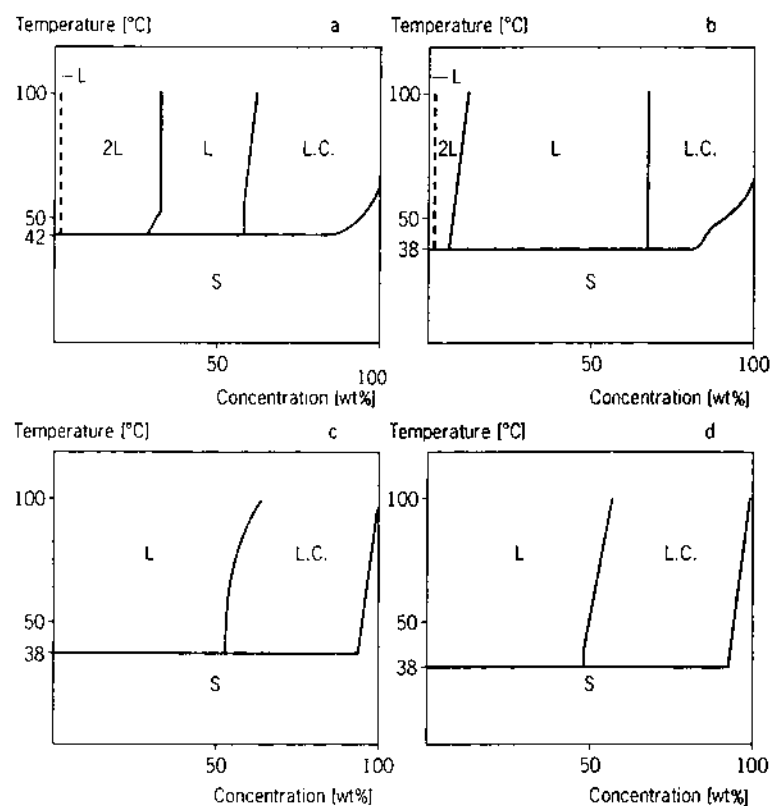 Temperature [°C] a
– L
100
2L L L.C.
50
42
S
50 100
Concentration [wt%]
Temperature [°C] b
– L
100
2L L L.C.
50
38
S
50 100
Concentration [wt%]
Temperature [°C] c
100
L L.C.
50
38
S
50 100
Concentration [wt%]
Temperature [°C] d
100
L L.C.
50
38
S
50 100
Concentration [wt%]